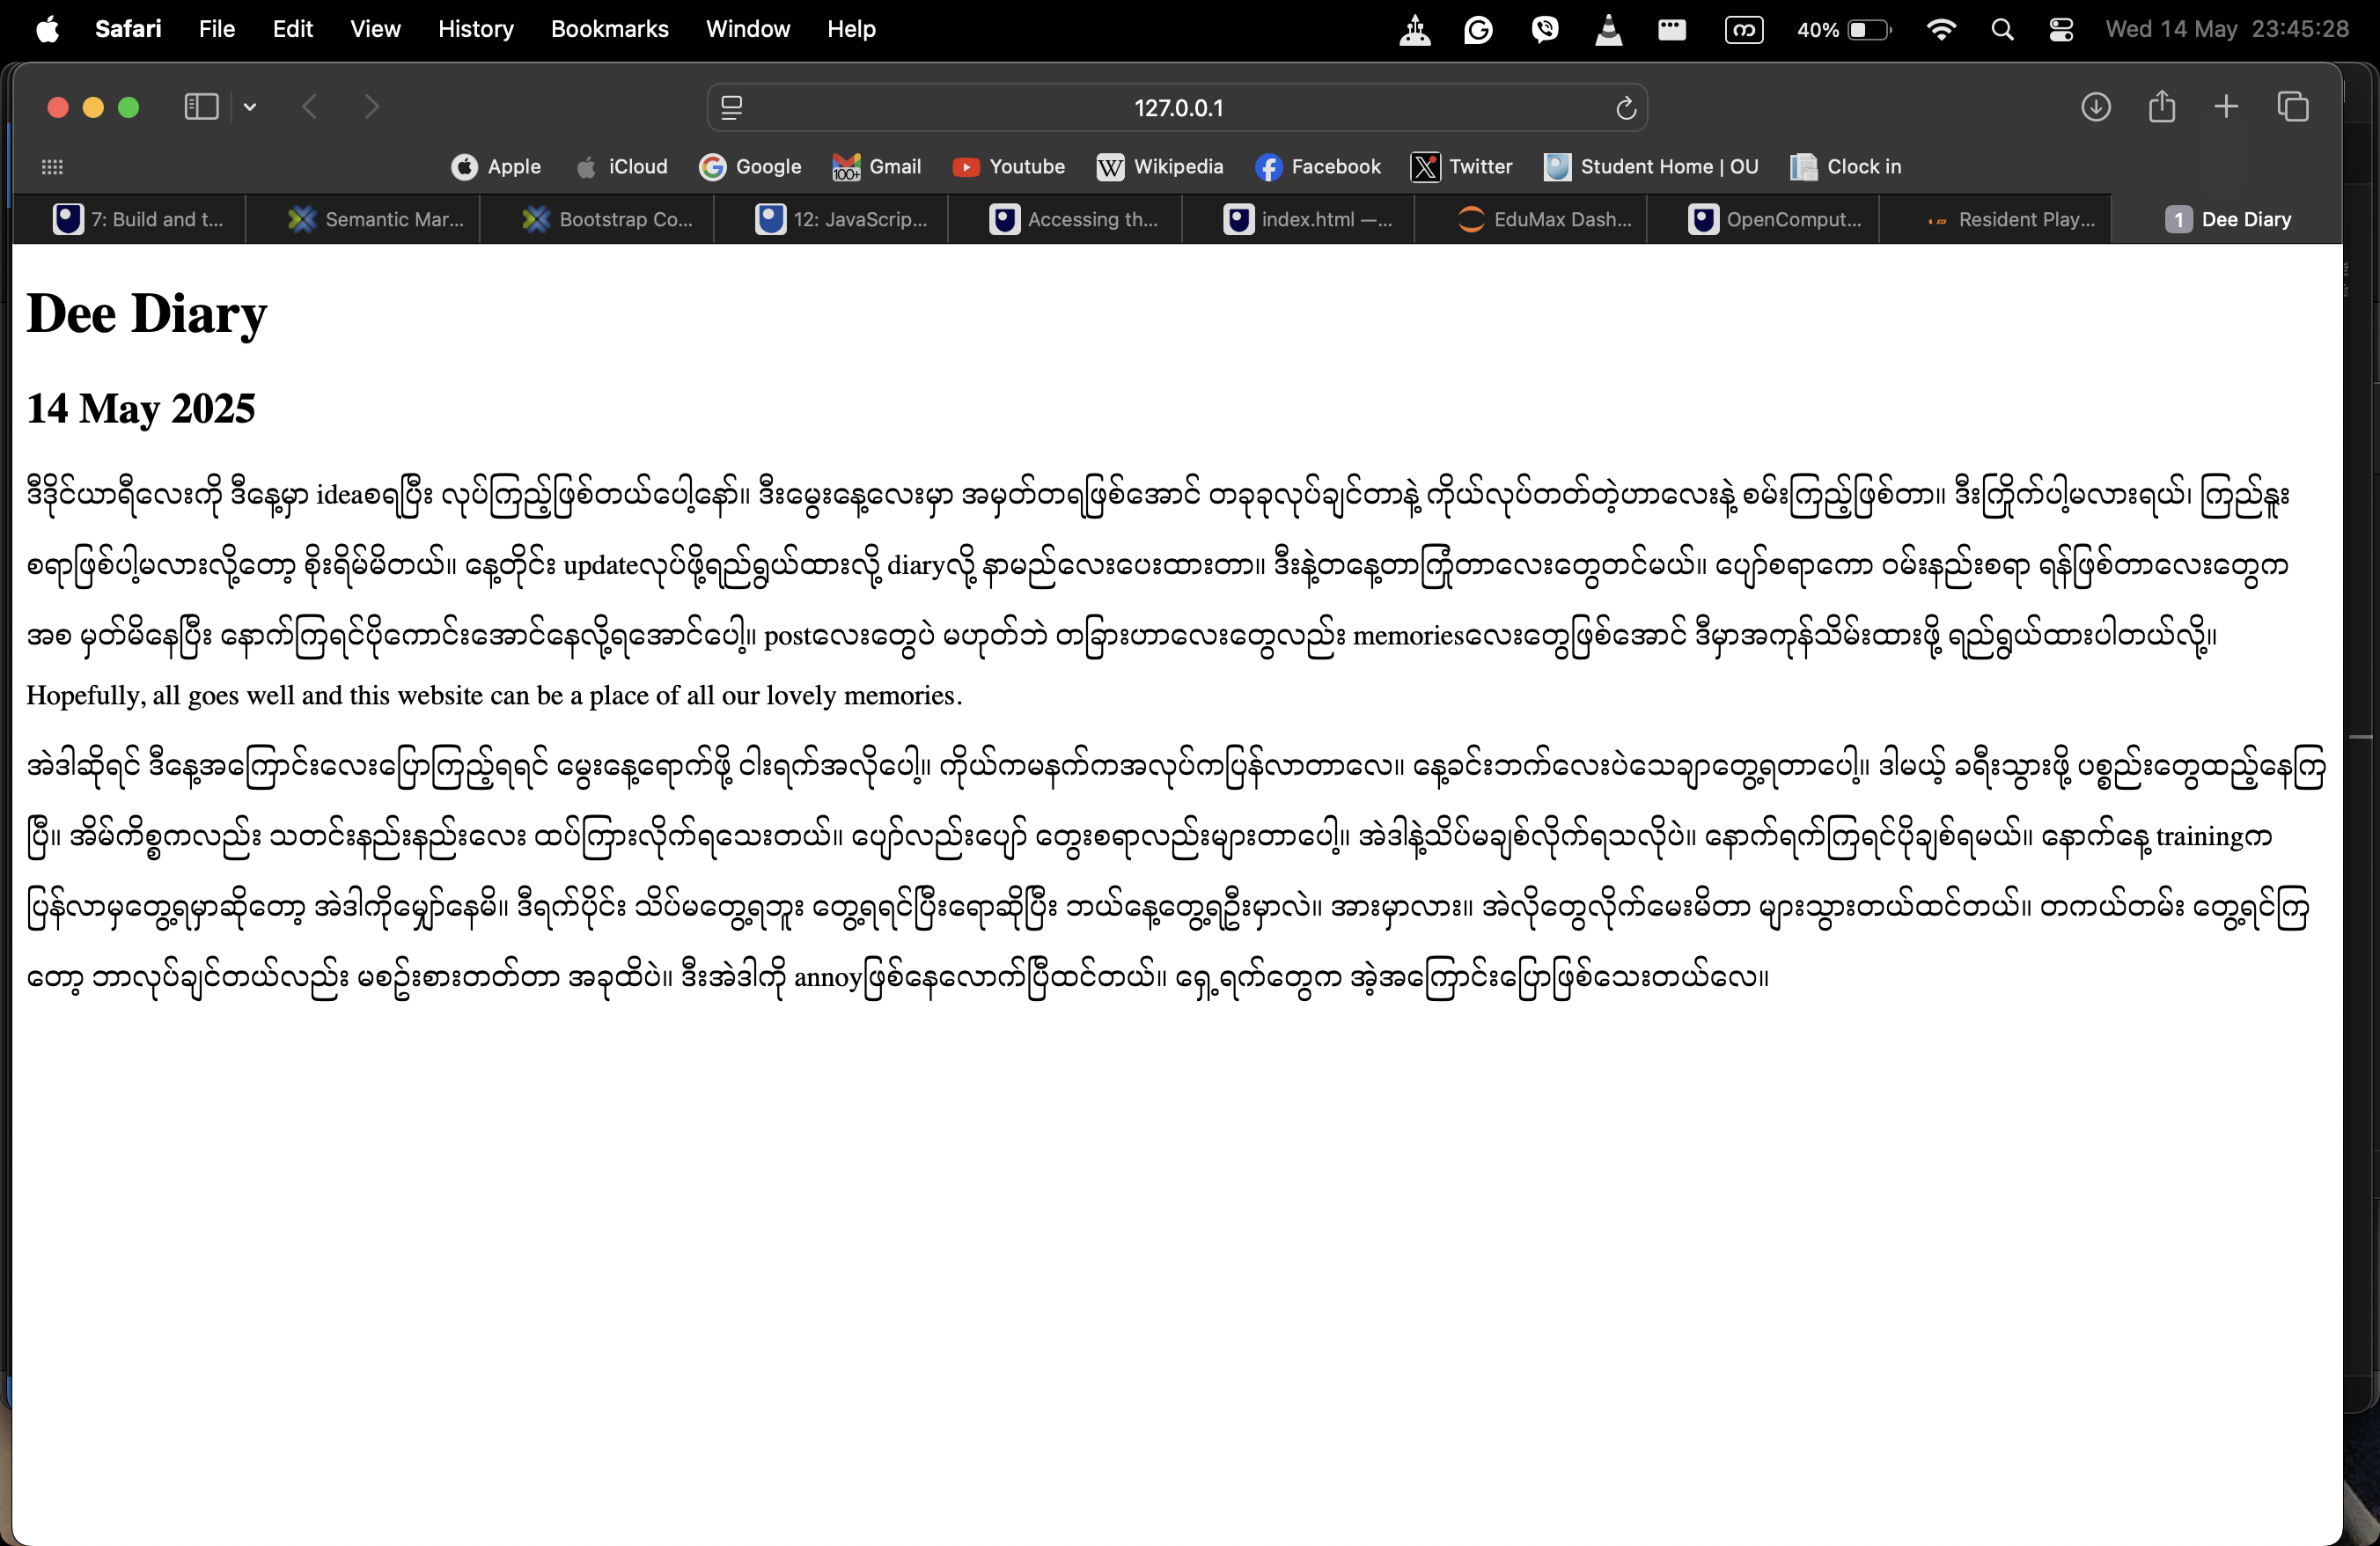 Safari File Edit View History Bookmarks Window Help 40% Wed 14 May 23:45:28
127.0.0.1
Apple iCloud Google 100+ Gmail Youtube Wikipedia Facebook Twitter Student Home | OU Clock in
7: Build and t... Semantic Mar... Bootstrap Co... 12: JavaScrip... Accessing th... index.html —... EduMax Dash... OpenComput... Resident Play... 1 Dee Diary
Dee Diary
14 May 2025
ဒီဒိုင်ယာရီလေးကို ဒီနေ့မှာ ideaစရပြီး လုပ်ကြည့်ဖြစ်တယ်ပေါ့နော်။ ဒီးမွေးနေ့လေးမှာ အမှတ်တရဖြစ်အောင် တခုခုလုပ်ချင်တာနဲ့ ကိုယ်လုပ်တတ်တဲ့ဟာလေးနဲ့ စမ်းကြည့်ဖြစ်တာ။ ဒီးကြိုက်ပါ့မလားရယ်၊ ကြည်နူး
စရာဖြစ်ပါ့မလားလို့တော့ စိုးရိမ်မိတယ်။ နေ့တိုင်း updateလုပ်ဖို့ရည်ရွယ်ထားလို့ diaryလို့ နာမည်လေးပေးထားတာ။ ဒီးနဲ့တနေ့တာကြုံတာလေးတွေတင်မယ်။ ပျော်စရာကော ဝမ်းနည်းစရာ ရန်ဖြစ်တာလေးတွေက
အစ မှတ်မိနေပြီး နောက်ကြရင်ပိုကောင်းအောင်နေလို့ရအောင်ပေါ့။ postလေးတွေပဲ မဟုတ်ဘဲ တခြားဟာလေးတွေလည်း memoriesလေးတွေဖြစ်အောင် ဒီမှာအကုန်သိမ်းထားဖို့ ရည်ရွယ်ထားပါတယ်လို့။
Hopefully, all goes well and this website can be a place of all our lovely memories.
အဲဒါဆိုရင် ဒီနေ့အကြောင်းလေးပြောကြည့်ရရင် မွေးနေ့ရောက်ဖို့ ငါးရက်အလိုပေါ့။ ကိုယ်ကမနက်ကအလုပ်ကပြန်လာတာလေ။ နေ့ခင်းဘက်လေးပဲသေချာတွေ့ရတာပေါ့။ ဒါမယ့် ခရီးသွားဖို့ ပစ္စည်းတွေထည့်နေကြ
ပြီ။ အိမ်ကိစ္စကလည်း သတင်းနည်းနည်းလေး ထပ်ကြားလိုက်ရသေးတယ်။ ပျော်လည်းပျော် တွေးစရာလည်းများတာပေါ့။ အဲဒါနဲ့သိပ်မချစ်လိုက်ရသလိုပဲ။ နောက်ရက်ကြရင်ပိုချစ်ရမယ်။ နောက်နေ့ trainingက
ပြန်လာမှတွေ့ရမှာဆိုတော့ အဲဒါကိုမျှော်နေမိ။ ဒီရက်ပိုင်း သိပ်မတွေ့ရဘူး တွေ့ရရင်ပြီးရောဆိုပြီး ဘယ်နေ့တွေ့ရဦးမှာလဲ။ အားမှာလား။ အဲလိုတွေလိုက်မေးမိတာ များသွားတယ်ထင်တယ်။ တကယ်တမ်း တွေ့ရင်ကြ
တော့ ဘာလုပ်ချင်တယ်လည်း မစဥ်းစားတတ်တာ အခုထိပဲ။ ဒီးအဲဒါကို annoyဖြစ်နေလောက်ပြီထင်တယ်။ ရှေ့ရက်တွေက အဲ့အကြောင်းပြောဖြစ်သေးတယ်လေ။